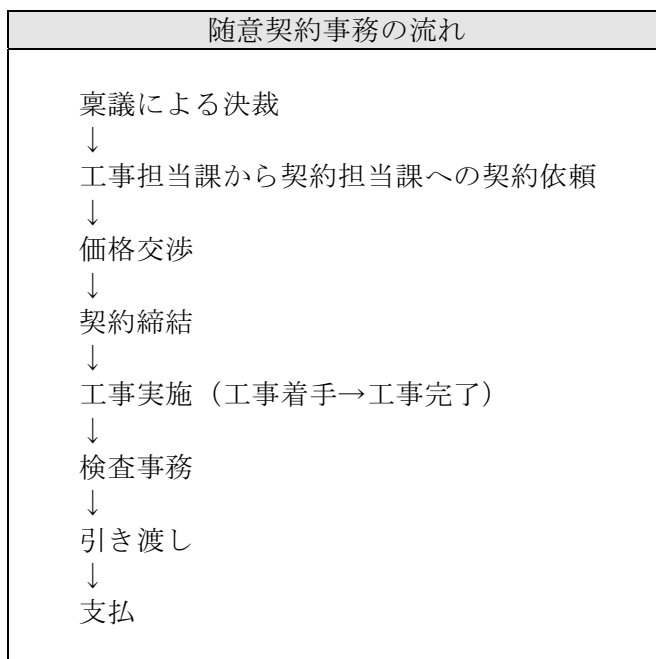 随意契約事務の流れ
稟議による決裁
↓
工事担当課から契約担当課への契約依頼
↓
価格交渉
↓
契約締結
↓
工事実施（工事着手→工事完了）
↓
検査事務
↓
引き渡し
↓
支払